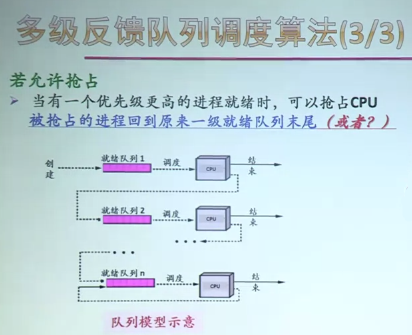 多级反馈队列调度算法(3/3)
若允许抢占
➢ 当有一个优先级更高的进程就绪时，可以抢占CPU
被抢占的进程回到原来一级就绪队列末尾（或者？）
创建
就绪队列 1
调度
CPU
结束
就绪队列 2
调度
CPU
结束
• • •
• • •
就绪队列 n
调度
CPU
结束
队列模型示意